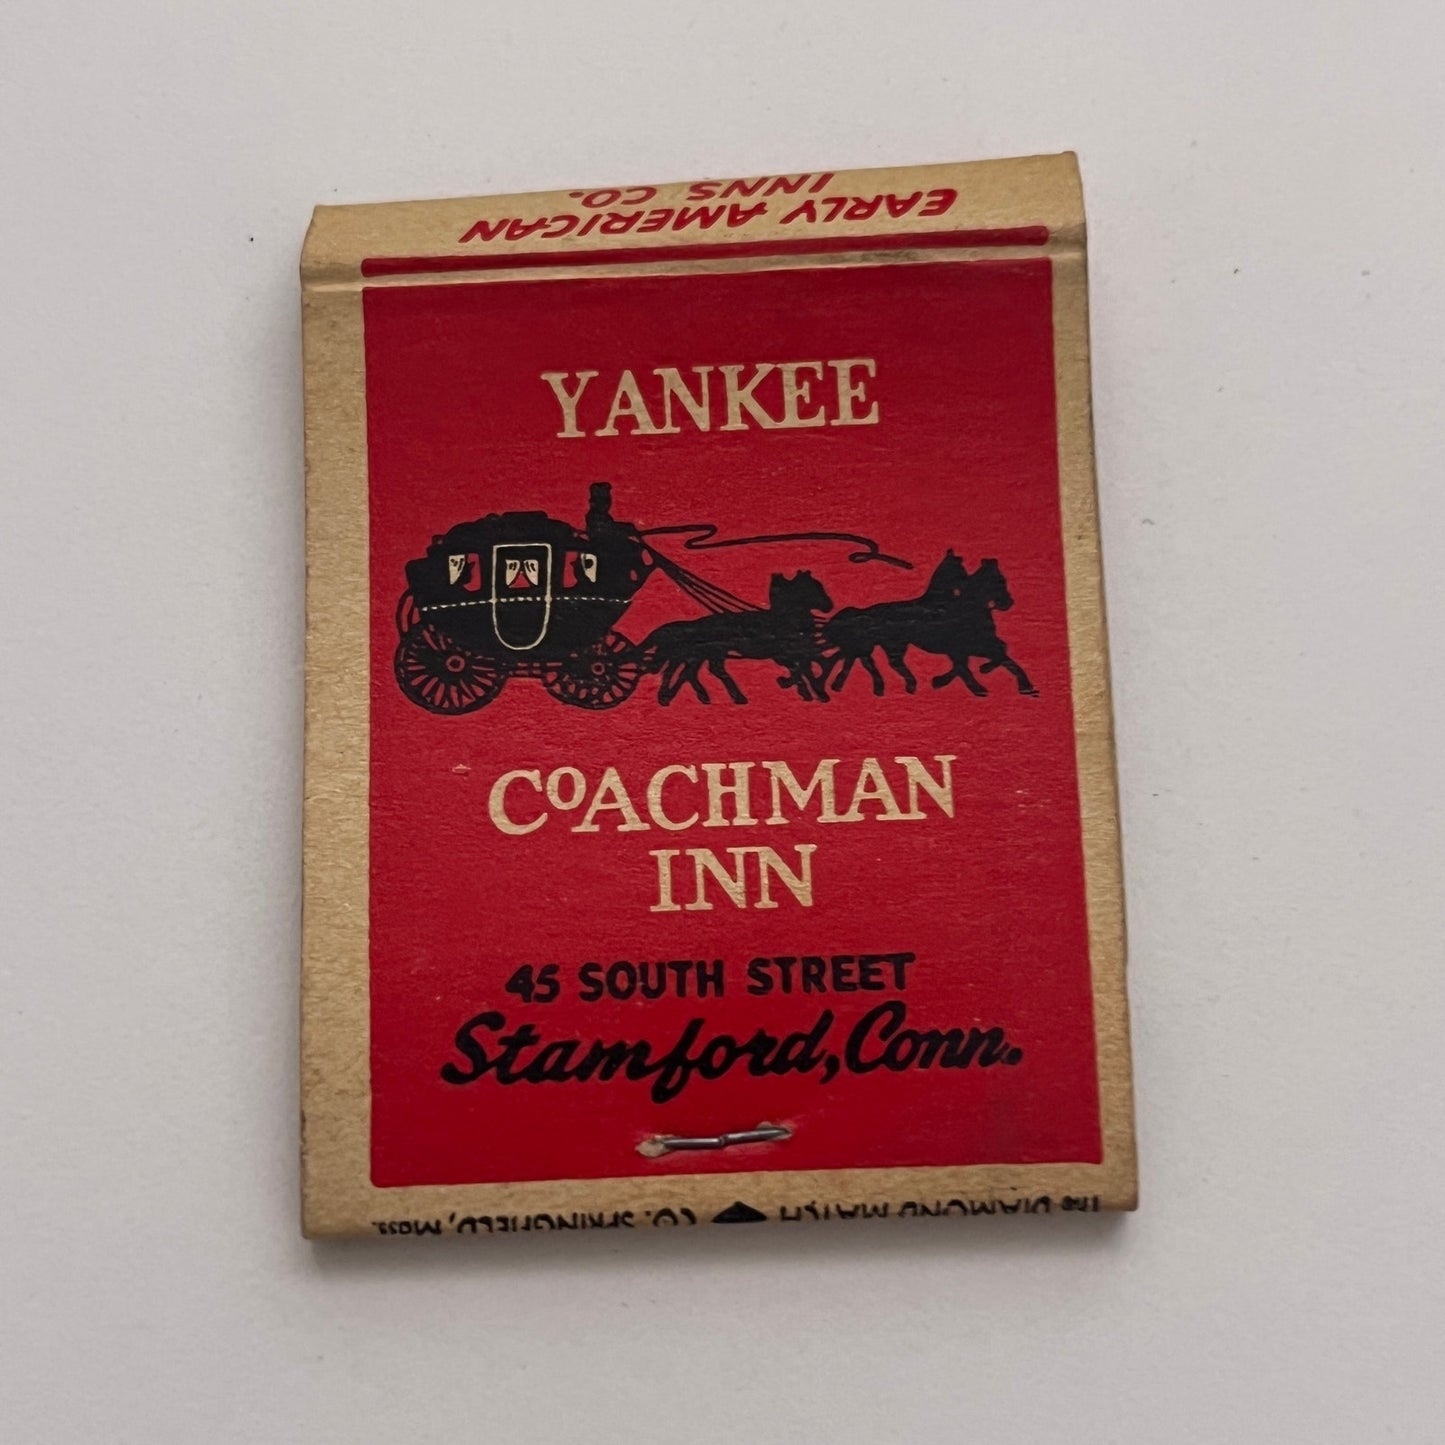 EARLY AMERICAN
INNS CO.
YANKEE
COACHMAN
INN
45 SOUTH STREET
Stamford, Conn.
The DIAMOND MATCH CO. SPRINGFIELD, Mass.